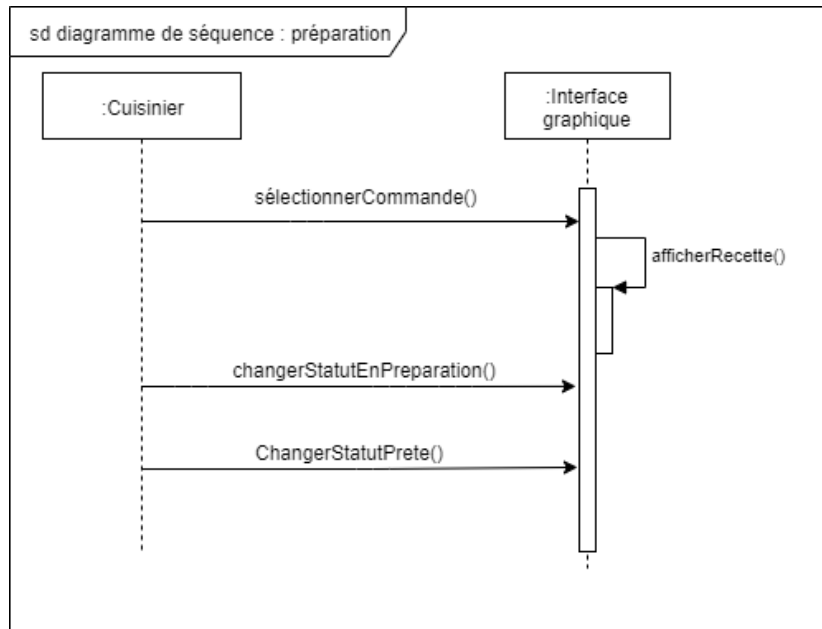 sd diagramme de séquence : préparation
:Cuisinier
:Interface
graphique
sélectionnerCommande()
afficherRecette()
changerStatutEnPreparation()
ChangerStatutPrete()